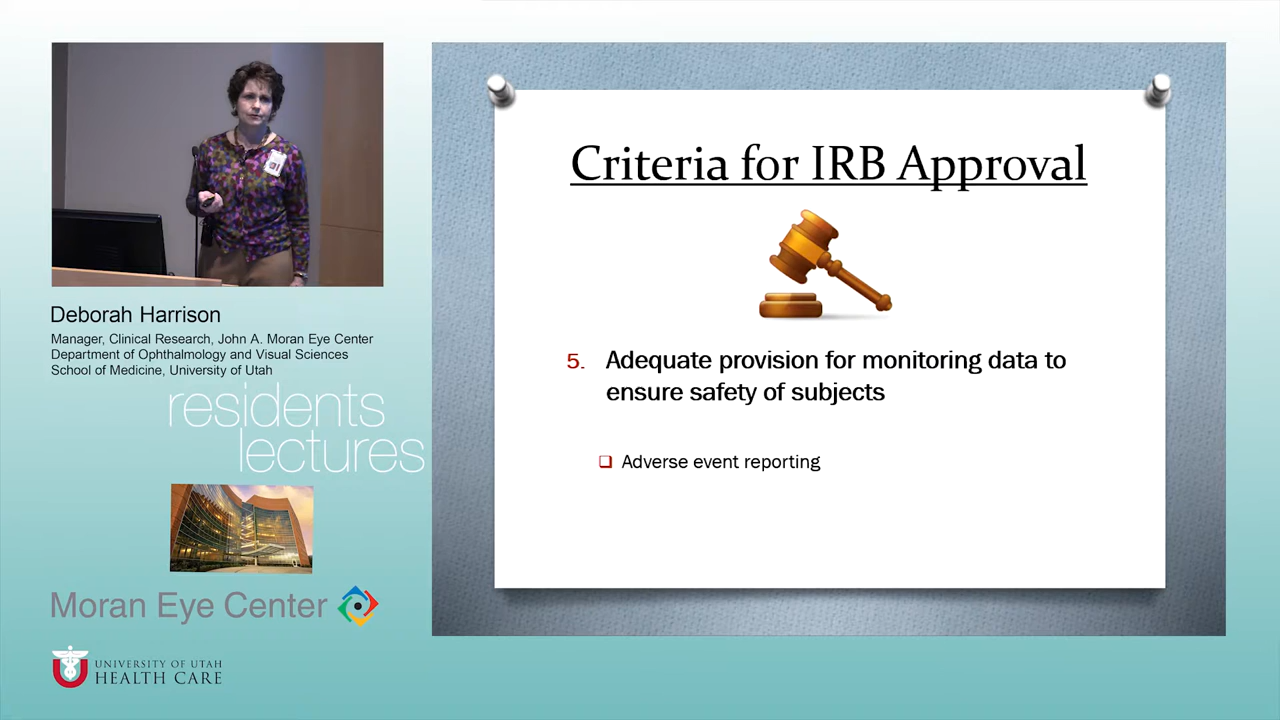 Deborah Harrison
Manager, Clinical Research, John A. Moran Eye Center
Department of Ophthalmology and Visual Sciences
School of Medicine, University of Utah
residents
lectures
Moran Eye Center
UNIVERSITY OF UTAH
HEALTH CARE
Criteria for IRB Approval
5. Adequate provision for monitoring data to
ensure safety of subjects
Adverse event reporting